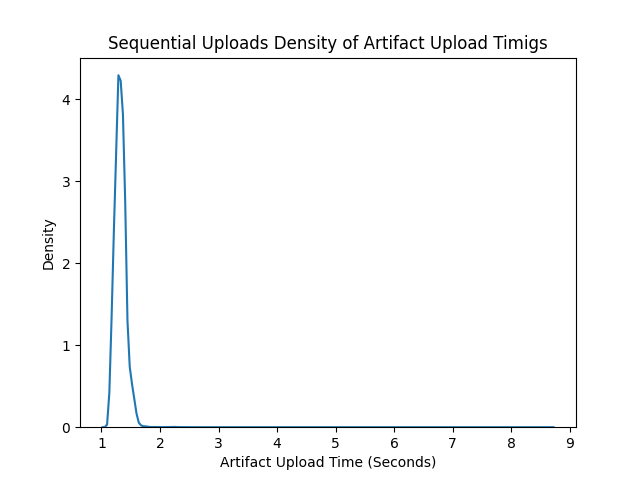 Sequential Uploads Density of Artifact Upload Timigs
4
3
2
1
0
Density
1 2 3 4 5 6 7 8 9
Artifact Upload Time (Seconds)